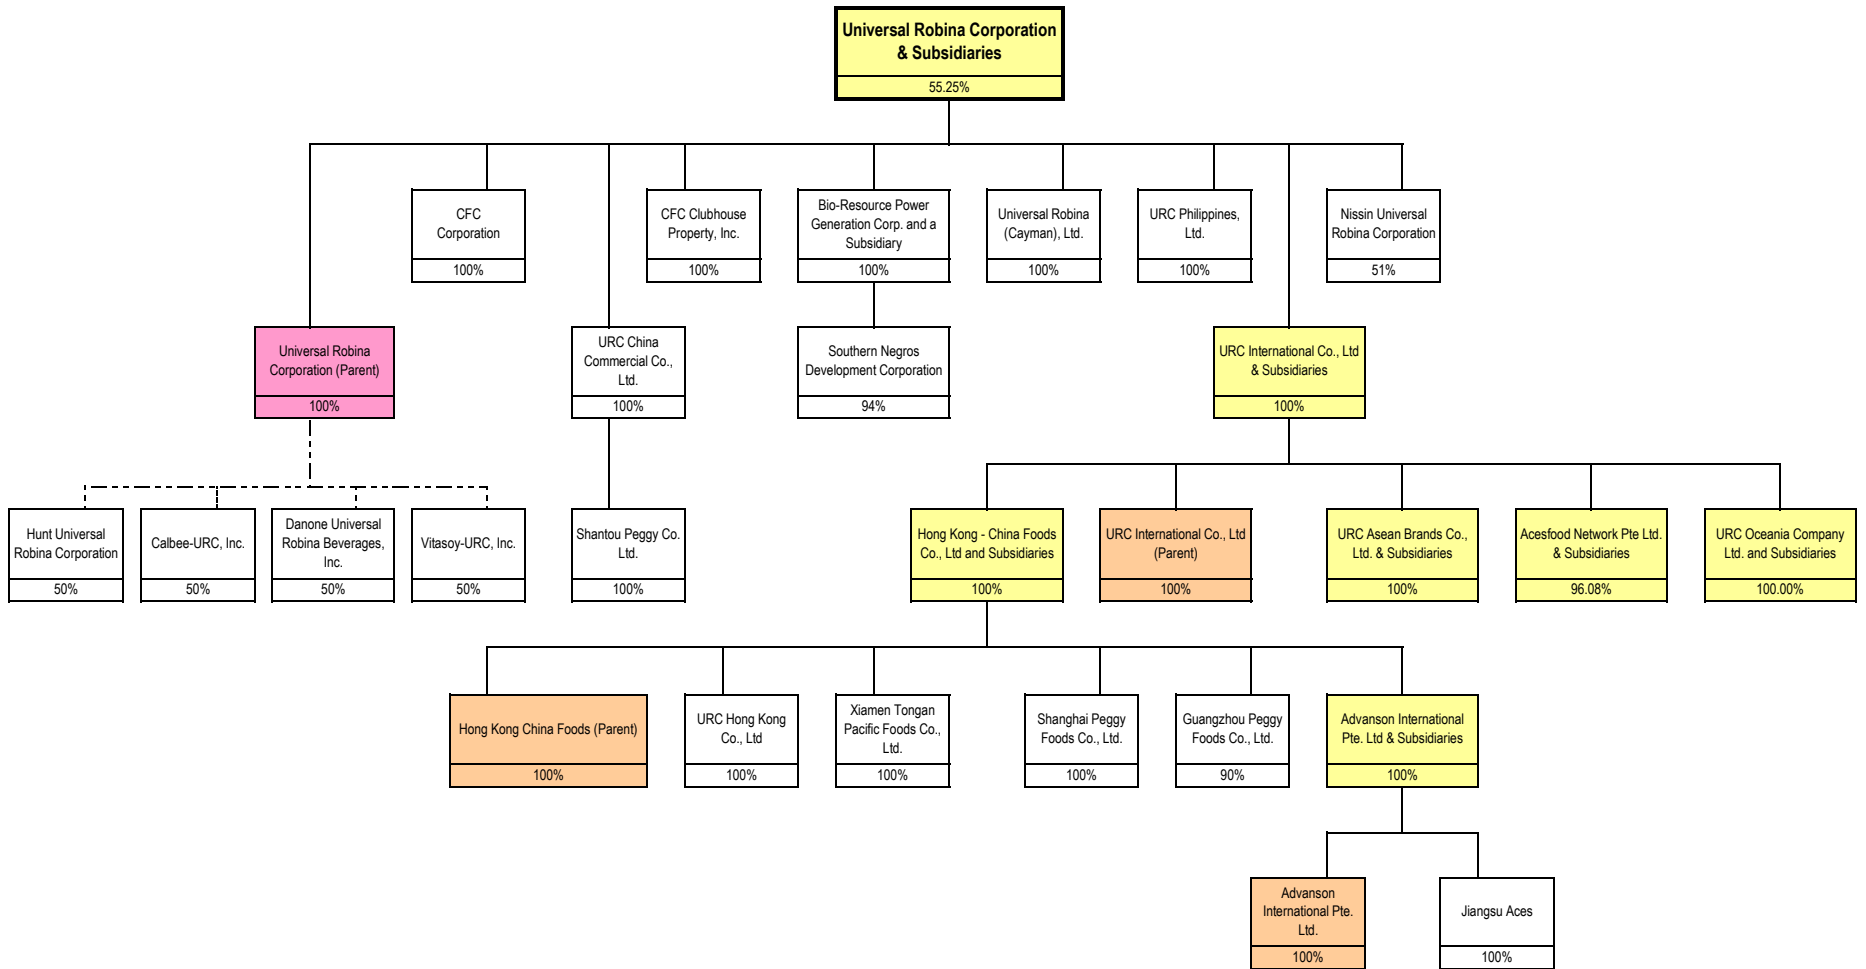 Universal Robina Corporation
& Subsidiaries
55.25%
CFC
Corporation
100%
CFC Clubhouse
Property, Inc.
100%
Bio-Resource Power
Generation Corp. and a
Subsidiary
100%
Universal Robina
(Cayman), Ltd.
100%
URC Philippines,
Ltd.
100%
Nissin Universal
Robina Corporation
51%
Universal Robina
Corporation (Parent)
100%
URC China
Commercial Co.,
Ltd.
100%
Southern Negros
Development Corporation
94%
URC International Co., Ltd
& Subsidiaries
100%
Hunt Universal
Robina Corporation
50%
Calbee-URC, Inc.
50%
Danone Universal
Robina Beverages,
Inc.
50%
Vitasoy-URC, Inc.
50%
Shantou Peggy Co.
Ltd.
100%
Hong Kong - China Foods
Co., Ltd and Subsidiaries
100%
URC International Co., Ltd
(Parent)
100%
URC Asean Brands Co.,
Ltd. & Subsidiaries
100%
Acesfood Network Pte Ltd.
& Subsidiaries
96.08%
URC Oceania Company
Ltd. and Subsidiaries
100.00%
Hong Kong China Foods (Parent)
100%
URC Hong Kong
Co., Ltd
100%
Xiamen Tongan
Pacific Foods Co.,
Ltd.
100%
Shanghai Peggy
Foods Co., Ltd.
100%
Guangzhou Peggy
Foods Co., Ltd.
90%
Advanson International
Pte. Ltd & Subsidiaries
100%
Advanson
International Pte.
Ltd.
100%
Jiangsu Aces
100%